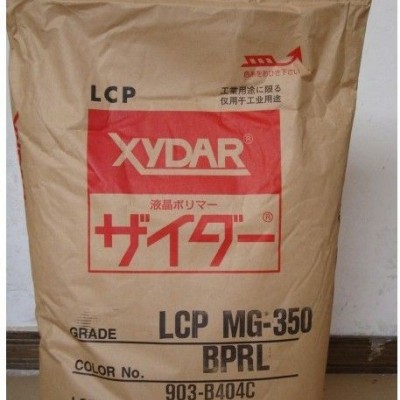 LCP
工業用途に限る
仅用于工业用途
XYDAR®
液晶ポリマー
ザイダー®
GRADE LCP MG-350
COLOR No. BPRL
903-B404C